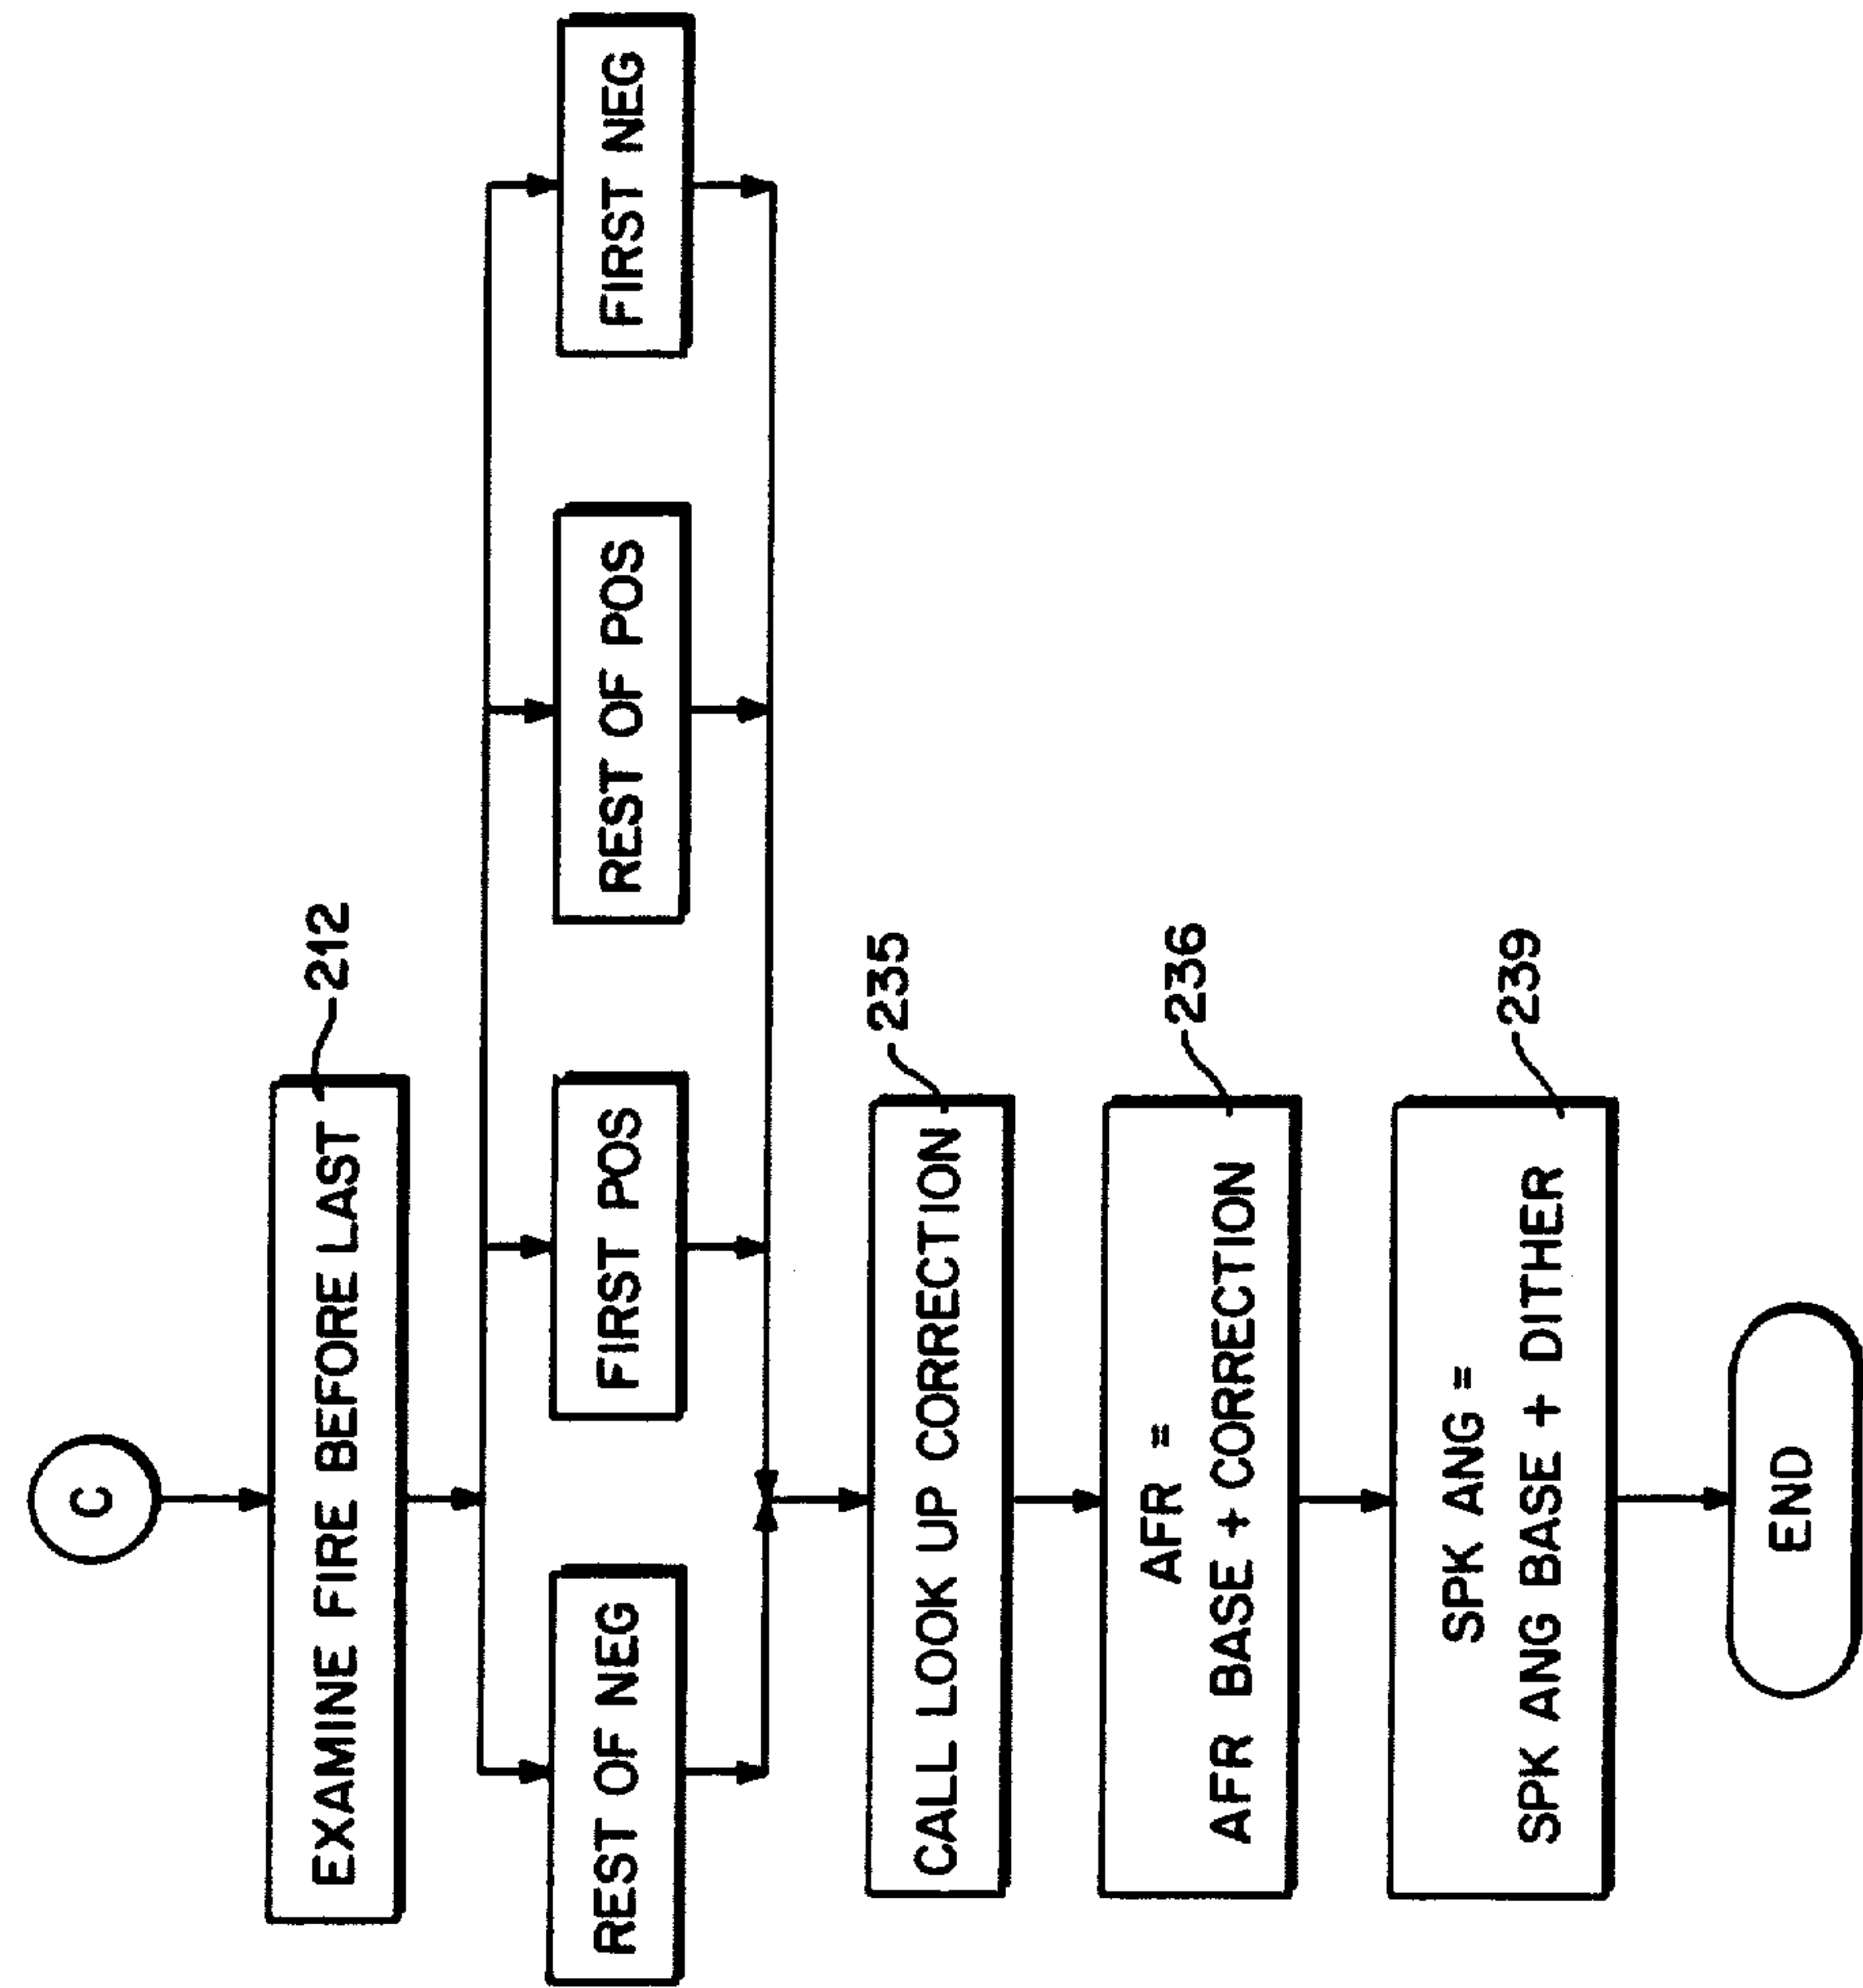 C
EXAMINE FIRE BEFORE LAST
212
REST OF NEG
FIRST POS
REST OF POS
FIRST NEG
CALL LOOK UP CORRECTION
235
AFR =
AFR BASE + CORRECTION
236
SPK ANG =
SPK ANG BASE + DITHER
239
END